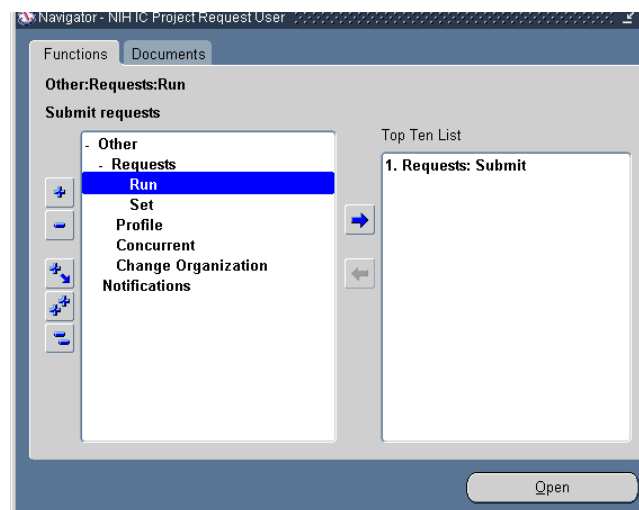 Navigator - NIH IC Project Request User
Functions
Documents
Other:Requests:Run
Submit requests
- Other
- Requests
Run
Set
Profile
Concurrent
Change Organization
Notifications
Top Ten List
1. Requests: Submit
Open